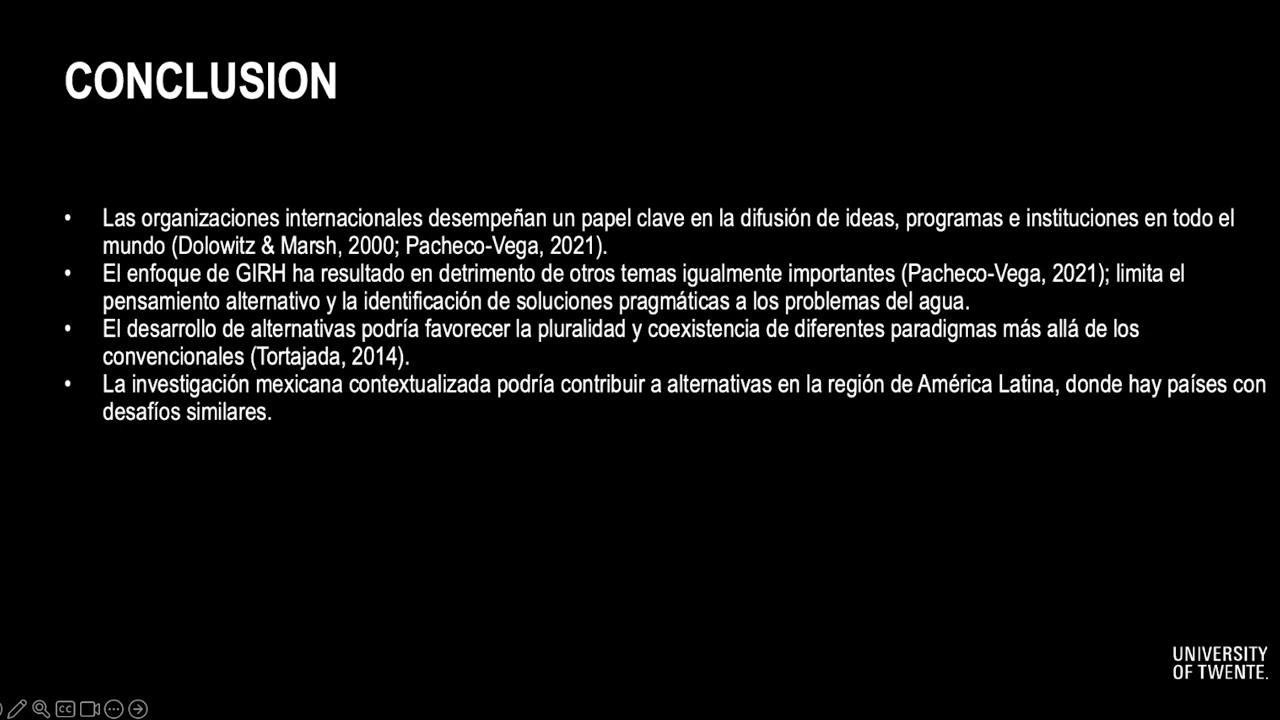 CONCLUSION
• Las organizaciones internacionales desempeñan un papel clave en la difusión de ideas, programas e instituciones en todo el
mundo (Dolowitz & Marsh, 2000; Pacheco-Vega, 2021).
• El enfoque de GIRH ha resultado en detrimento de otros temas igualmente importantes (Pacheco-Vega, 2021); limita el
pensamiento alternativo y la identificación de soluciones pragmáticas a los problemas del agua.
• El desarrollo de alternativas podría favorecer la pluralidad y coexistencia de diferentes paradigmas más allá de los
convencionales (Tortajada, 2014).
• La investigación mexicana contextualizada podría contribuir a alternativas en la región de América Latina, donde hay países con
desafíos similares.
UNIVERSITY
OF TWENTE.
CC